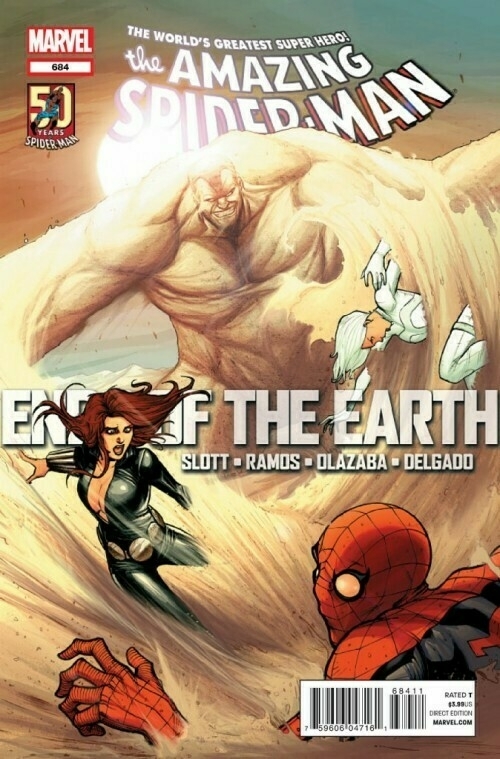 MARVEL
684
50
YEARS
SPIDER-MAN
THE WORLD'S GREATEST SUPER HERO!
the AMAZING
SPIDER-MAN
END OF THE EARTH
SLOTT ▪ RAMOS ▪ OLAZABA ▪ DELGADO
68411
7 59606 04716 1
RATED T
$3.99US
DIRECT EDITION
MARVEL.COM